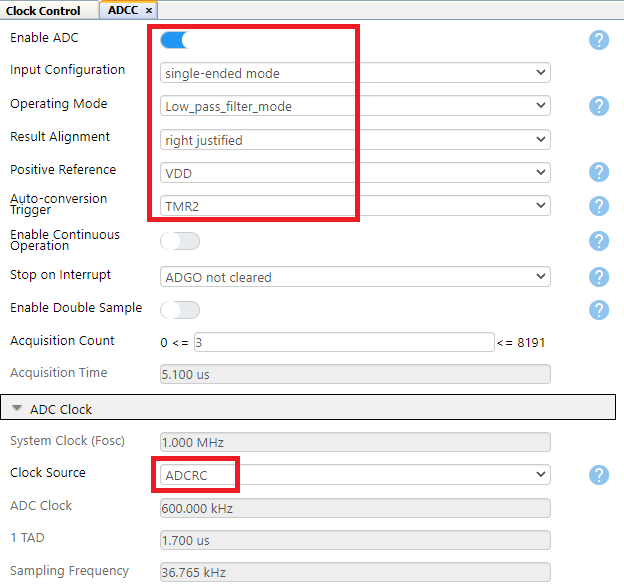 Clock Control ADCC ×
Enable ADC ?
Input Configuration single-ended mode
Operating Mode Low_pass_filter_mode ?
Result Alignment right justified
Positive Reference VDD ?
Auto-conversion
Trigger TMR2 ?
Enable Continuous
Operation ?
Stop on Interrupt ADGO not cleared ?
Enable Double Sample ?
Acquisition Count 0 <= 3 <= 8191
Acquisition Time 5.100 us
ADC Clock
System Clock (Fosc) 1.000 MHz
Clock Source ADCRC ?
ADC Clock 600.000 kHz
1 TAD 1.700 us
Sampling Frequency 36.765 kHz